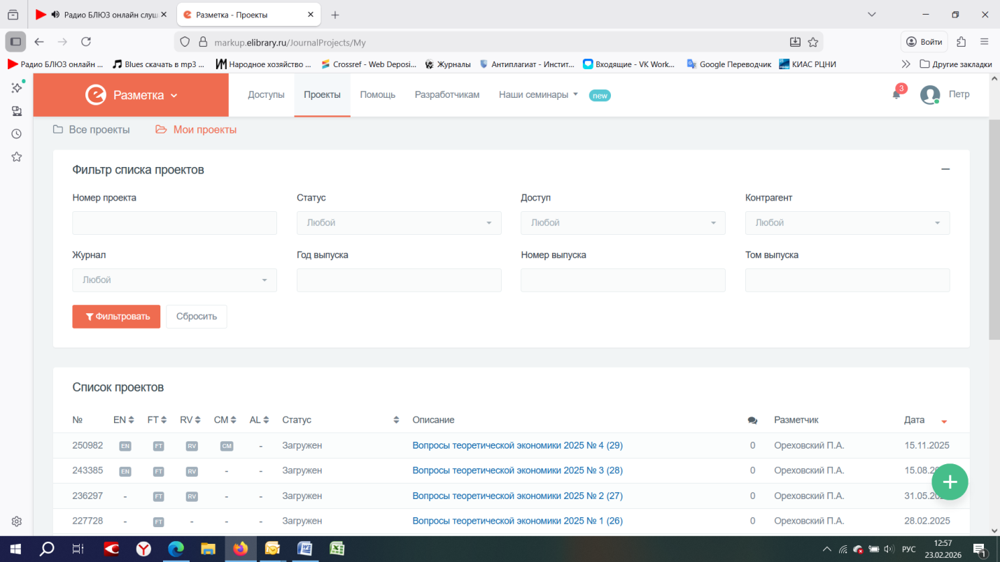 Радио БЛЮЗ онлайн слуш
Разметка - Проекты
markup.elibrary.ru/JournalProjects/My
Войти
Радио БЛЮЗ онлайн ...
Blues скачать в mp3 ...
Народное хозяйство ...
Crossref - Web Deposi...
Журналы
Антиплагиат - Инстит...
Входящие - VK Work...
Google Переводчик
КИАС РЦНИ
Другие закладки
Разметка
Доступы
Проекты
Помощь
Разработчикам
Наши семинары
new
3
Петр
Все проекты
Мои проекты
Фильтр списка проектов
Номер проекта Статус Доступ Контрагент
Любой Любой Любой
Журнал Год выпуска Номер выпуска Том выпуска
Любой
Фильтровать Сбросить
Список проектов
№ EN FT RV CM AL Статус Описание Разметчик Дата
250982 EN FT RV CM - Загружен Вопросы теоретической экономики 2025 № 4 (29) 0 Ореховский П.А. 15.11.2025
243385 EN FT RV - - Загружен Вопросы теоретической экономики 2025 № 3 (28) 0 Ореховский П.А. 15.08.2
236297 - FT RV - - Загружен Вопросы теоретической экономики 2025 № 2 (27) 0 Ореховский П.А. 31.05.20
227728 - FT - - - Загружен Вопросы теоретической экономики 2025 № 1 (26) 0 Ореховский П.А. 28.02.2025
РУС
12:57
23.02.2026
1